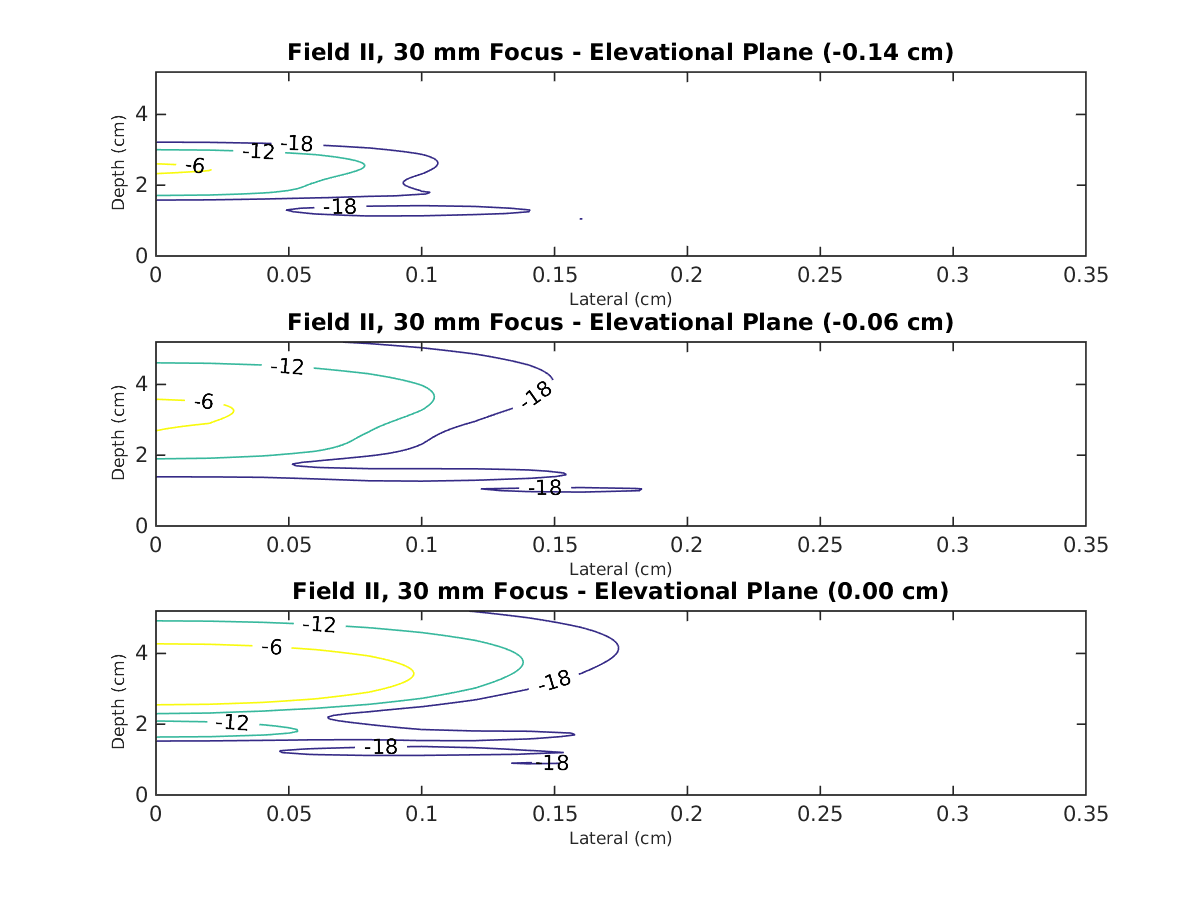 Field II, 30 mm Focus - Elevational Plane (-0.14 cm)
Depth (cm)
4
2
0
-18
-12
-6
-18
0 0.05 0.1 0.15 0.2 0.25 0.3 0.35
Lateral (cm)
Field II, 30 mm Focus - Elevational Plane (-0.06 cm)
Depth (cm)
4
2
0
-12
-6
-18
-18
0 0.05 0.1 0.15 0.2 0.25 0.3 0.35
Lateral (cm)
Field II, 30 mm Focus - Elevational Plane (0.00 cm)
Depth (cm)
4
2
0
-12
-6
-18
-12
-18
-18
0 0.05 0.1 0.15 0.2 0.25 0.3 0.35
Lateral (cm)